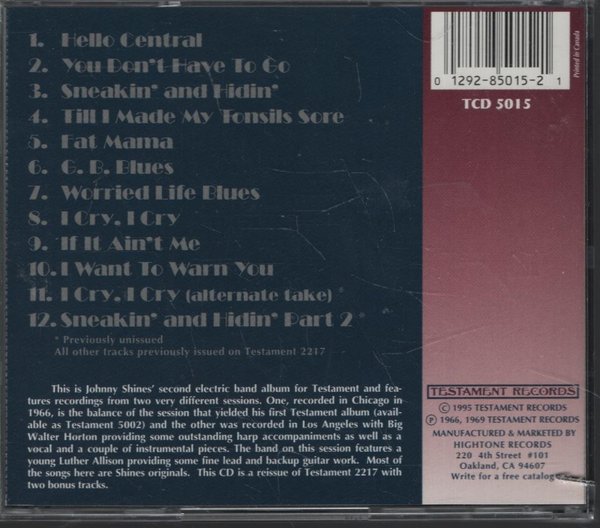 1. Hello Central
2. You Don't Have To Go
3. Sneakin' and Hidin'
4. Till I Made My Tonsils Sore
5. Fat Mama
6. G. B. Blues
7. Worried Life Blues
8. I Cry, I Cry
9. If It Ain't Me
10. I Want To Warn You
11. I Cry, I Cry (alternate take) *
12. Sneakin' and Hidin' Part 2 *
* Previously unissued
All other tracks previously issued on Testament 2217
This is Johnny Shines' second electric band album for Testament and fea-
tures recordings from two very different sessions. One, recorded in Chicago in
1966, is the balance of the session that yielded his first Testament album (avail-
able as Testament 5002) and the other was recorded in Los Angeles with Big
Walter Horton providing some outstanding harp accompaniments as well as a
vocal and a couple of instrumental pieces. The band on this session features a
young Luther Allison providing some fine lead and backup guitar work. Most of
the songs here are Shines originals. This CD is a reissue of Testament 2217 with
two bonus tracks.
0 1292-85015-2 1
TCD 5015
Printed In Canada
TESTAMENT RECORDS
© 1995 TESTAMENT RECORDS
℗ 1966, 1969 TESTAMENT RECORDS
MANUFACTURED & MARKETED BY
HIGHTONE RECORDS
220 4th Street #101
Oakland, CA 94607
Write for a free catalog